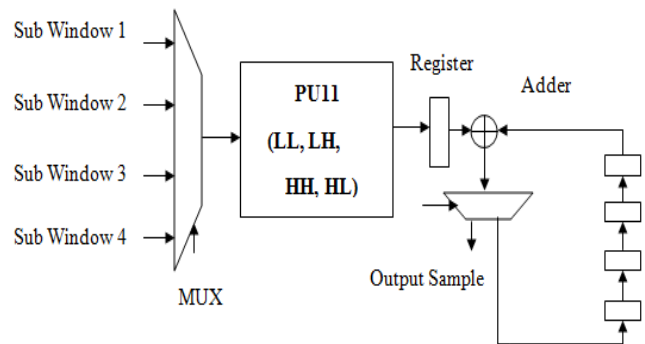 Sub Window 1
Sub Window 2
Sub Window 3
Sub Window 4
MUX
PU11
(LL, LH,
HH, HL)
Register
Adder
Output Sample